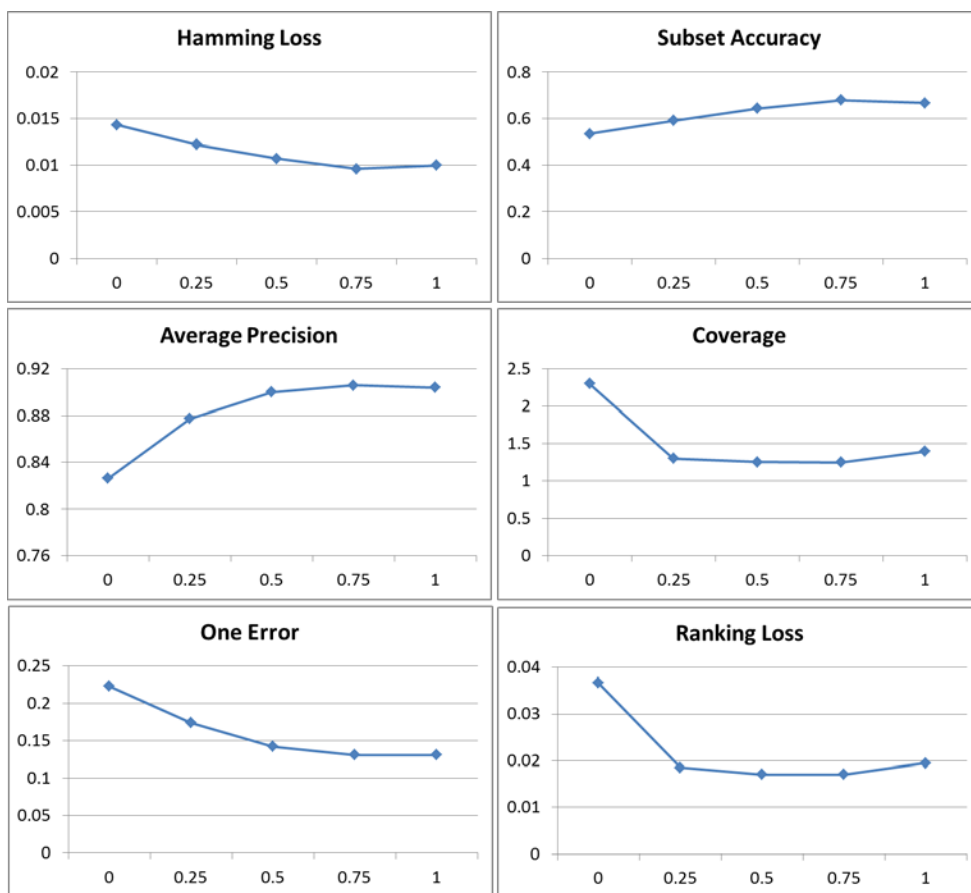 Hamming Loss
0.02
0.015
0.01
0.005
0
0 0.25 0.5 0.75 1
Subset Accuracy
0.8
0.6
0.4
0.2
0
0 0.25 0.5 0.75 1
Average Precision
0.92
0.88
0.84
0.8
0.76
0 0.25 0.5 0.75 1
Coverage
2.5
2
1.5
1
0.5
0
0 0.25 0.5 0.75 1
One Error
0.25
0.2
0.15
0.1
0.05
0
0 0.25 0.5 0.75 1
Ranking Loss
0.04
0.03
0.02
0.01
0
0 0.25 0.5 0.75 1